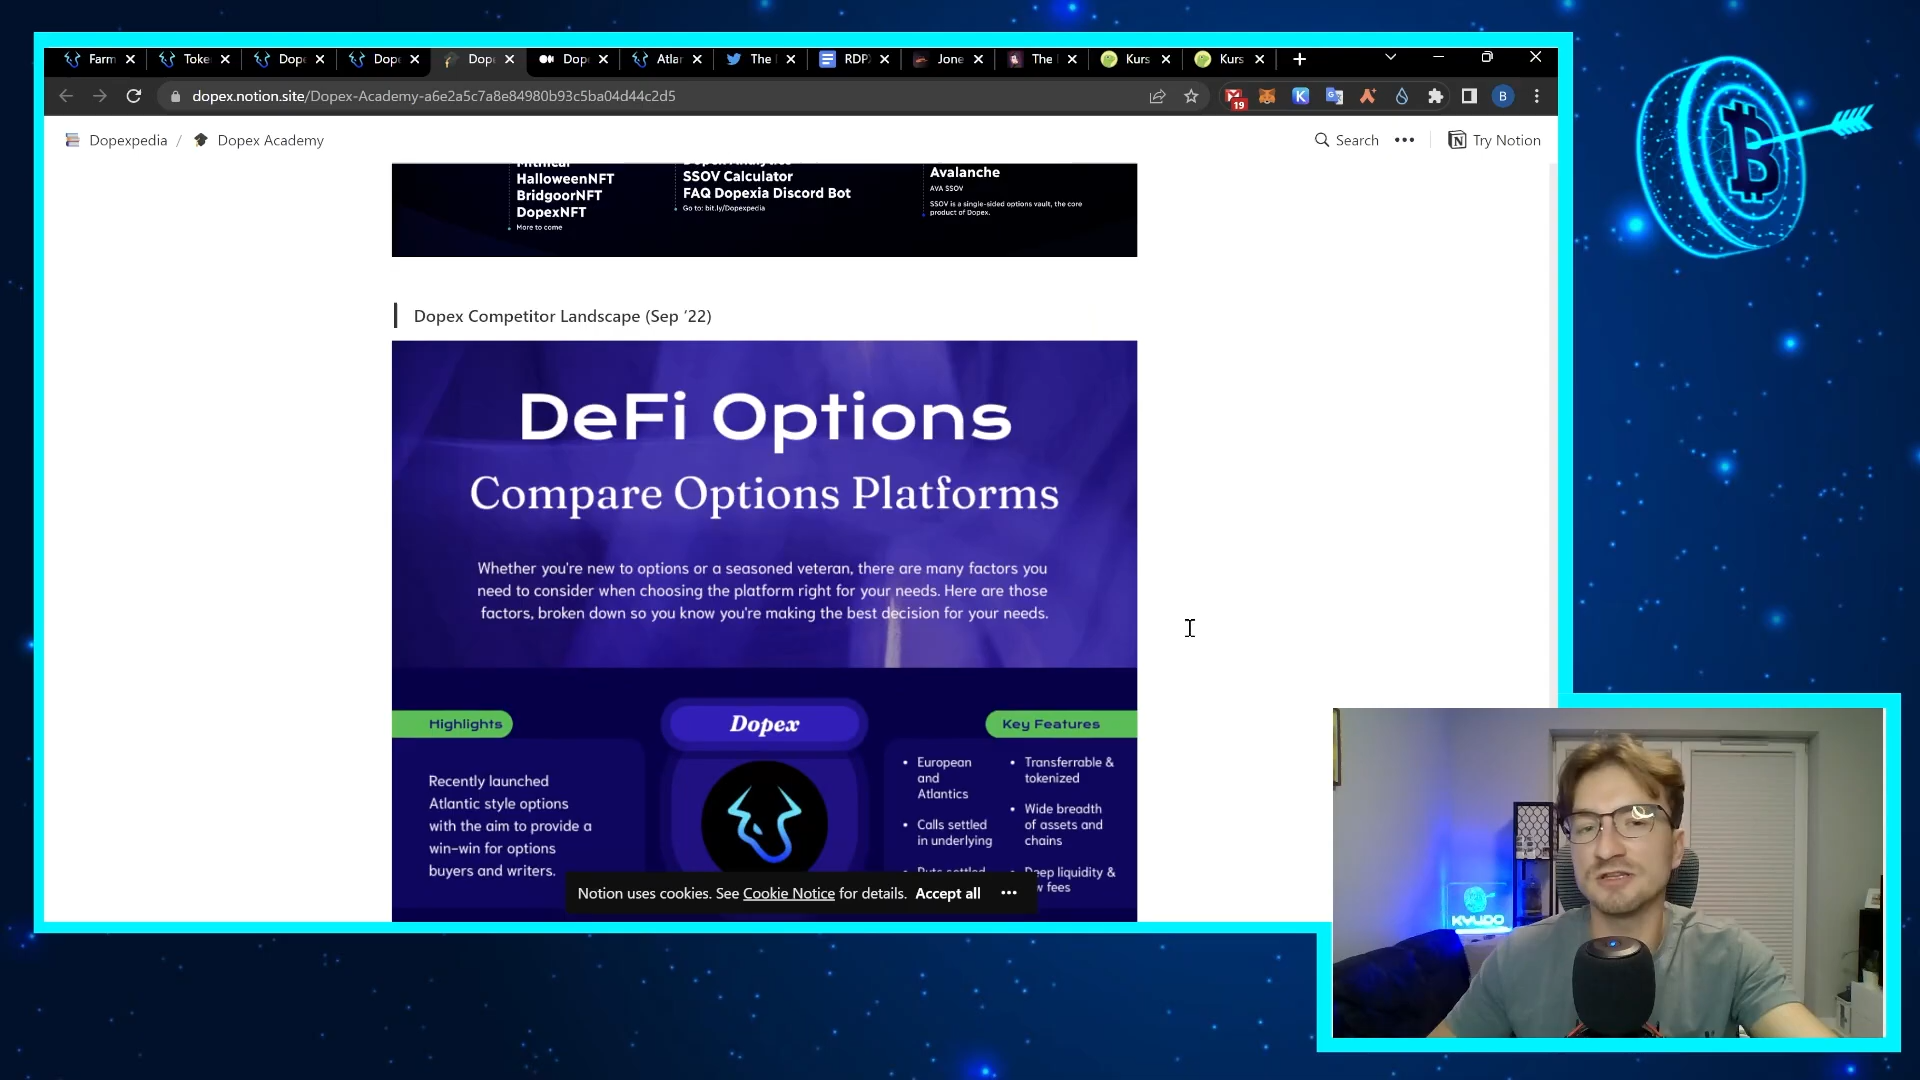 Farm
Toke
Dope
Dope
Dop
Dop
Atlar
The
RDP
Jone
The
Kurs
Kurs
dopex.notion.site/Dopex-Academy-a6e2a5c7a8e84980b93c5ba04d44c2d5
19
K
B
Dopexpedia / Dopex Academy
Search
Try Notion
HalloweenNFT
BridgoorNFT
DopexNFT
More to come
SSOV Calculator
FAQ Dopexia Discord Bot
Go to: bit.ly/Dopexpedia
Avalanche
AVA SSOV
SSOV is a single-sided options vault, the core
product of Dopex.
Dopex Competitor Landscape (Sep '22)
DeFi Options
Compare Options Platforms
Whether you're new to options or a seasoned veteran, there are many factors you
need to consider when choosing the platform right for your needs. Here are those
factors, broken down so you know you're making the best decision for your needs.
Highlights
Recently launched
Atlantic style options
with the aim to provide a
win-win for options
buyers and writers.
Dopex
Key Features
• European
and
Atlantics
• Calls settled
in underlying
• Transferrable &
tokenized
• Wide breadth
of assets and
chains
Deep liquidity &
fees
Notion uses cookies. See Cookie Notice for details. Accept all
KYUDO